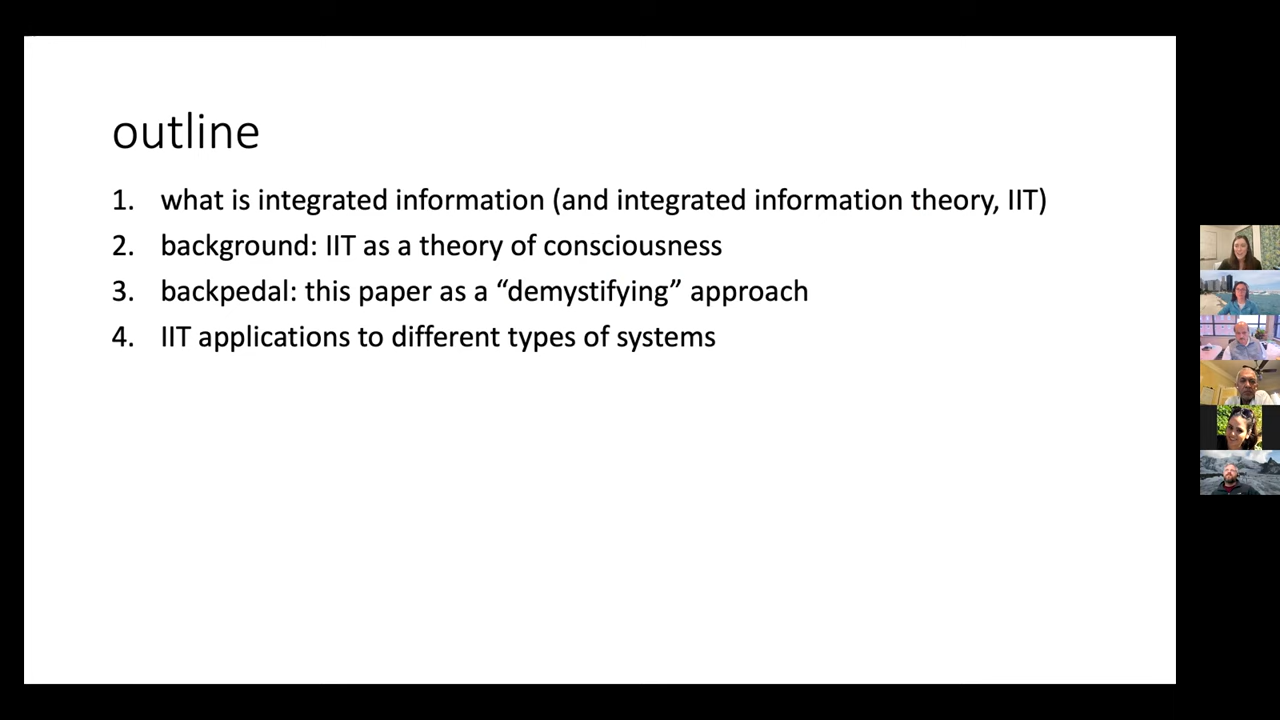 outline
1. what is integrated information (and integrated information theory, IIT)
2. background: IIT as a theory of consciousness
3. backpedal: this paper as a “demystifying” approach
4. IIT applications to different types of systems